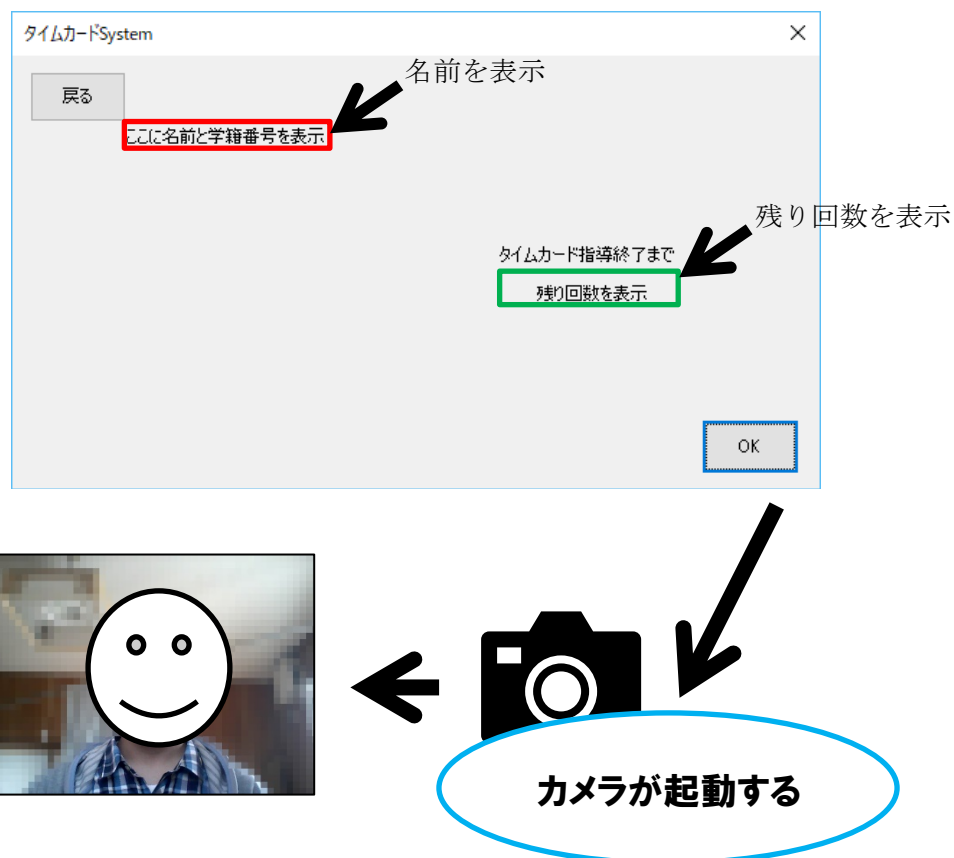 タイムカードSystem
名前を表示
戻る
ここに名前と学籍番号を表示
残り回数を表示
タイムカード指導終了まで
残り回数を表示
OK
カメラが起動する